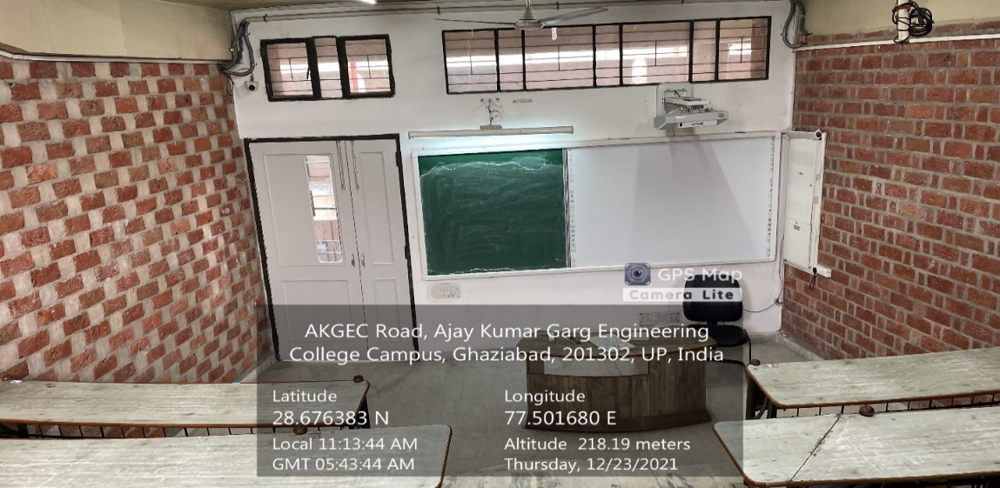 GPS Map
Camera Lite
AKGEC Road, Ajay Kumar Garg Engineering
College Campus, Ghaziabad, 201302, UP, India
Latitude
28.676383 N
Longitude
77.501680 E
Local 11:13:44 AM
GMT 05:43:44 AM
Altitude 218.19 meters
Thursday, 12/23/2021